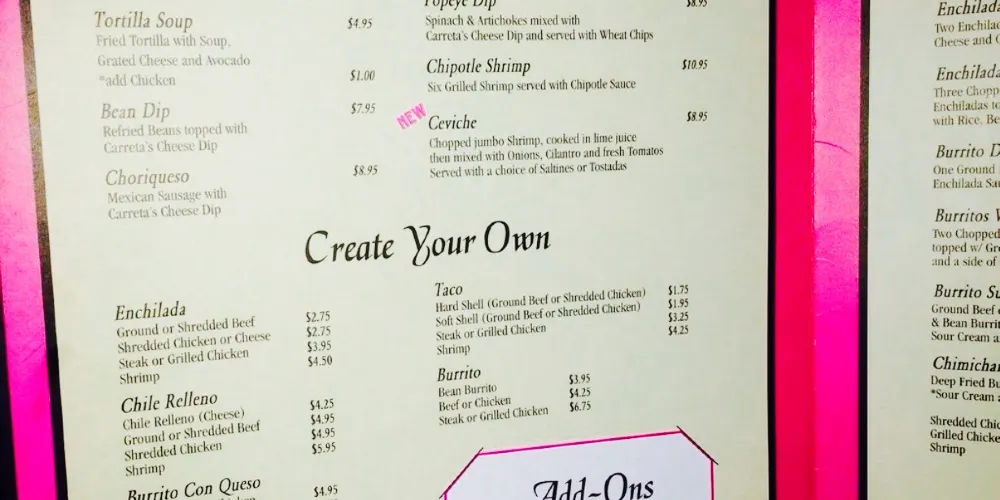 Tortilla Soup $4.95
Fried Tortilla with Soup,
Grated Cheese and Avocado
*add Chicken $1.00
Bean Dip $7.95
Refried Beans topped with
Carreta's Cheese Dip
Choriqueso $8.95
Mexican Sausage with
Carreta's Cheese Dip
Popeye Dip $8.95
Spinach & Artichokes mixed with
Carreta's Cheese Dip and served with Wheat Chips
Chipotle Shrimp $10.95
Six Grilled Shrimp served with Chipotle Sauce
NEW
Ceviche $8.95
Chopped jumbo Shrimp, cooked in lime juice
then mixed with Onions, Cilantro and fresh Tomatos
Served with a choice of Saltines or Tostadas
Create Your Own
Enchilada
Ground or Shredded Beef $2.75
Shredded Chicken or Cheese $2.75
Steak or Grilled Chicken $3.95
Shrimp $4.50
Chile Relleno
Chile Relleno (Cheese) $4.25
Ground or Shredded Beef $4.95
Shredded Chicken $4.95
Shrimp $5.95
Burrito Con Queso
$4.95
Taco
Hard Shell (Ground Beef or Shredded Chicken) $1.75
Soft Shell (Ground Beef or Shredded Chicken) $1.95
Steak or Grilled Chicken $3.25
Shrimp $4.25
Burrito
Bean Burrito $3.95
Beef or Chicken $4.25
Steak or Grilled Chicken $6.75
Add-Ons
Enchilada
Two Enchilad
Cheese and
Enchilada
Three Chopp
Enchiladas to
with Rice, Be
Burrito D
One Ground
Enchilada Sau
Burritos
Two Chopped
topped w/ Gr
and a side of
Burrito Su
Ground Beef
& Bean Burri
Sour Cream a
Chimichan
Deep Fried Bu
*Sour Cream a
Shredded Chic
Grilled Chicke
Shrimp